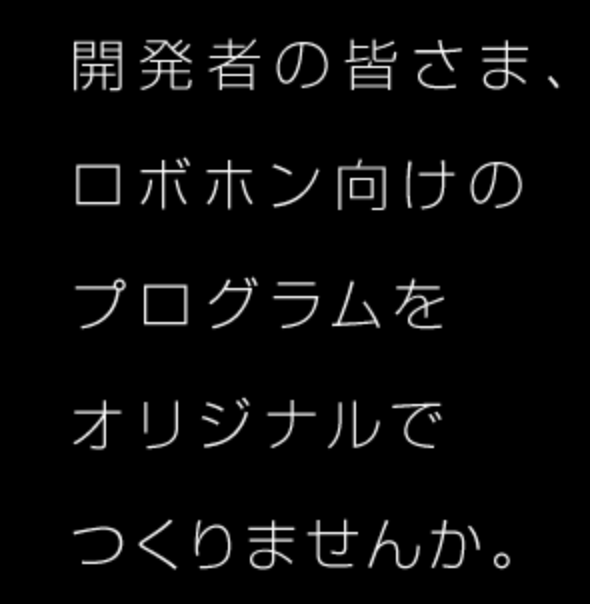 開発者の皆さま、
ロボホン向けの
プログラムを
オリジナルで
つくりませんか。